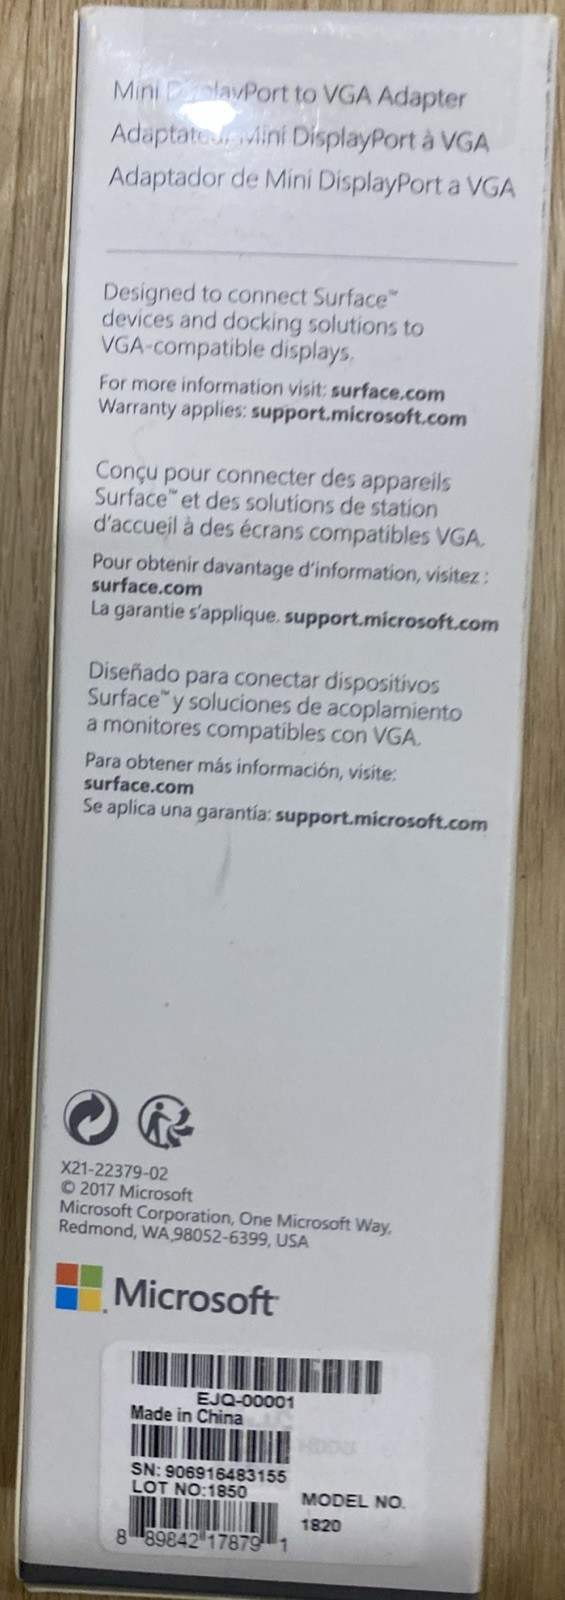 Mini DisplayPort to VGA Adapter
Adaptateur Mini DisplayPort à VGA
Adaptador de Mini DisplayPort a VGA
Designed to connect Surface™
devices and docking solutions to
VGA-compatible displays.
For more information visit: surface.com
Warranty applies: support.microsoft.com
Conçu pour connecter des appareils
Surface™ et des solutions de station
d'accueil à des écrans compatibles VGA.
Pour obtenir davantage d'information, visitez :
surface.com
La garantie s'applique. support.microsoft.com
Diseñado para conectar dispositivos
Surface™ y soluciones de acoplamiento
a monitores compatibles con VGA.
Para obtener más información, visite:
surface.com
Se aplica una garantía: support.microsoft.com
X21-22379-02
© 2017 Microsoft
Microsoft Corporation, One Microsoft Way,
Redmond, WA 98052-6399, USA
Microsoft
EJQ-00001
Made in China
SN: 906916483155
LOT NO:1850
MODEL NO.
1820
8 89842 17879 1